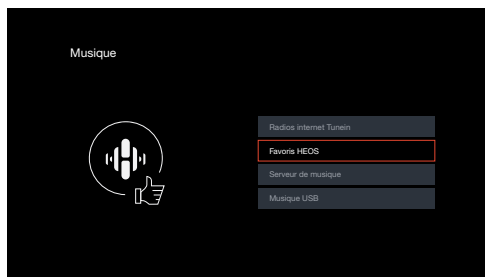 Musique
Radios internet Tunein
Favoris HEOS
Serveur de musique
Musique USB